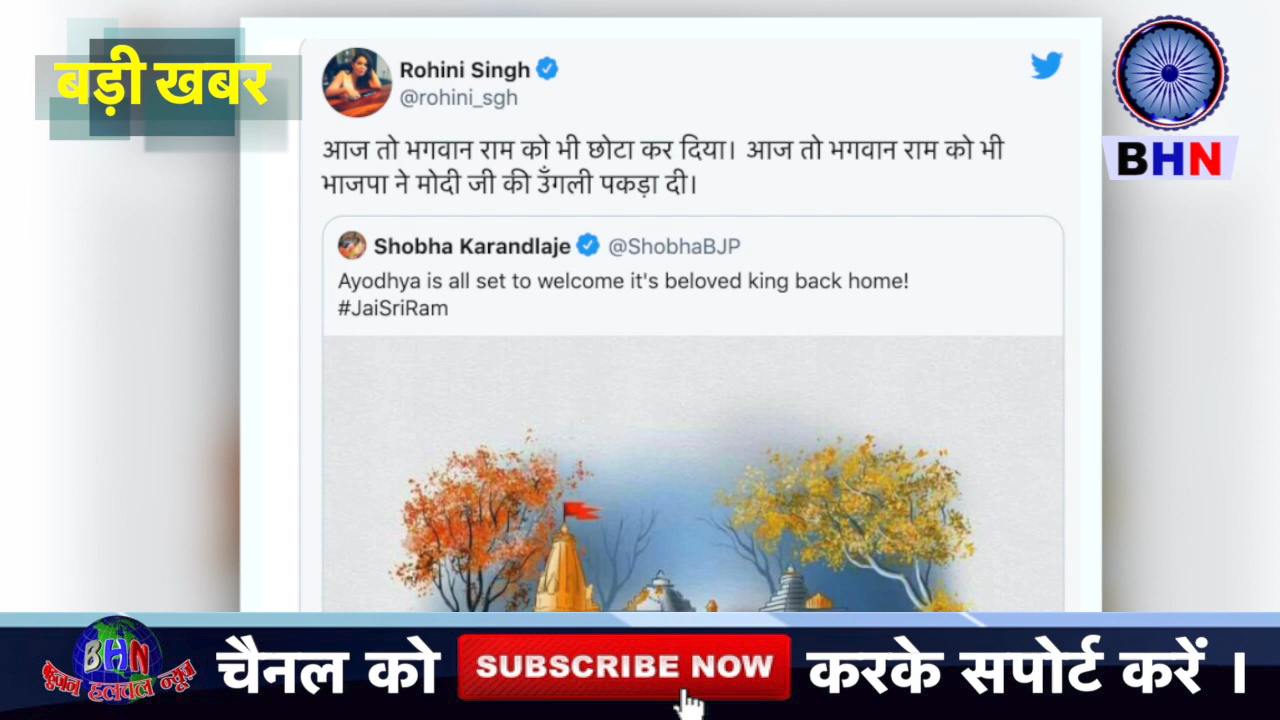 बड़ी खबर
Rohini Singh
@rohini_sgh
आज तो भगवान राम को भी छोटा कर दिया। आज तो भगवान राम को भी
भाजपा ने मोदी जी की उँगली पकड़ा दी।
Shobha Karandlaje @ShobhaBJP
Ayodhya is all set to welcome it's beloved king back home!
#JaiSriRam
BHN
BHN
हलचल न्यूज
चैनल को SUBSCRIBE NOW करके सपोर्ट करें ।